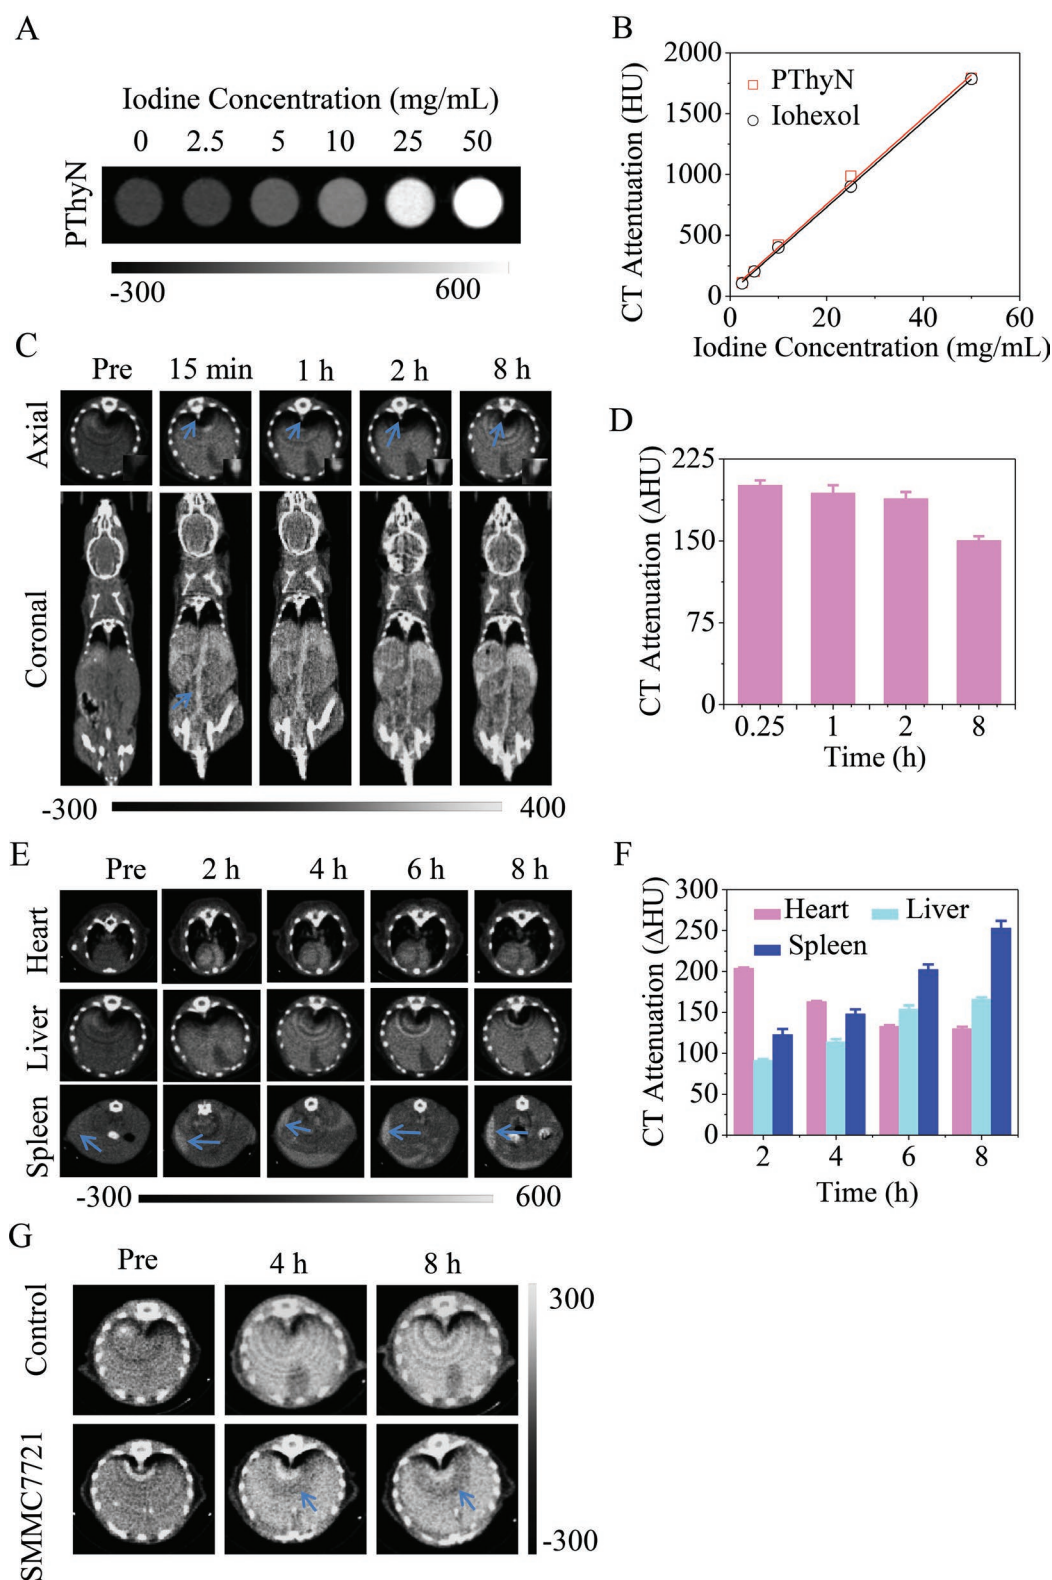 A
Iodine Concentration (mg/mL)
0 2.5 5 10 25 50
PThyN
-300 600
B
CT Attentuation (HU)
2000
1500
1000
500
0
PThyN
Iohexol
0 20 40 60
Iodine Concentration (mg/mL)
C
Pre 15 min 1 h 2 h 8 h
Axial
Coronal
-300 400
D
CT Attenuation (ΔHU)
225
150
75
0
0.25 1 2 8
Time (h)
E
Pre 2 h 4 h 6 h 8 h
Heart
Liver
Spleen
-300 600
F
CT Attenuation (ΔHU)
300
250
200
150
100
50
0
Heart Liver
Spleen
2 4 6 8
Time (h)
G
Pre 4 h 8 h
Control
SMMC7721
300
-300